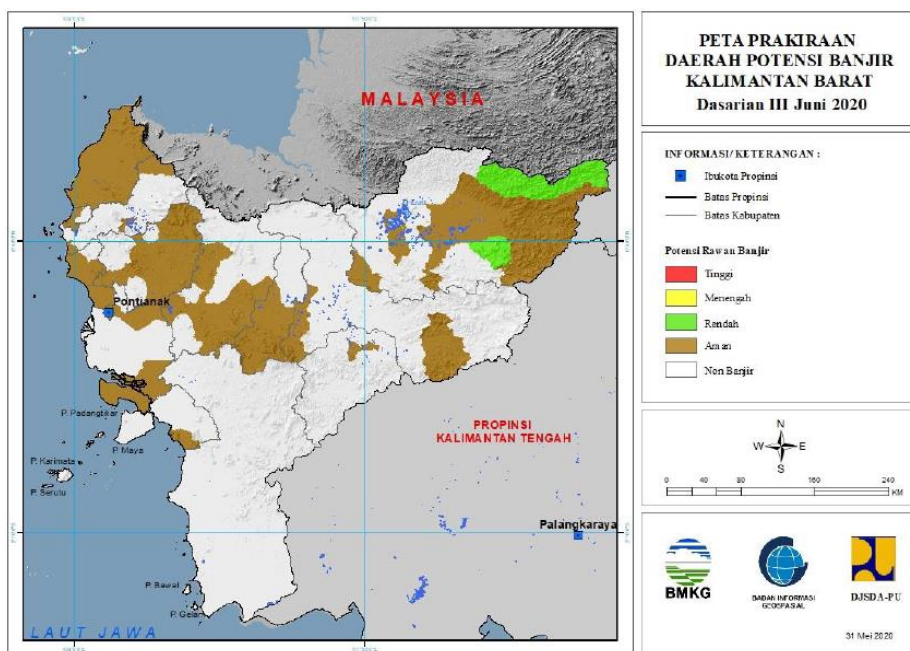 PETA PRAKIRAAN
DAERAH POTENSI BANJIR
KALIMANTAN BARAT
Dasarian III Juni 2020
INFORMASI/ KETERANGAN :
Ibukota Propinsi
Batas Propinsi
Batas Kabupaten
Potensi Rawan Banjir
Tinggi
Menengah
Rendah
Aman
Non Banjir
N
W E
S
0 40 80 160 240
KM
BMKG
BADAN INFORMASI
GEOSPASIAL
DJSDA-PU
31 Mei 2020
MALAYSIA
Pontianak
P. Padangtikar
P. Maya
P. Karimata
P. Serutu
PROPINSI
KALIMANTAN TENGAH
Palangkaraya
P. Bawal
P. Gelam
LAUT JAWA